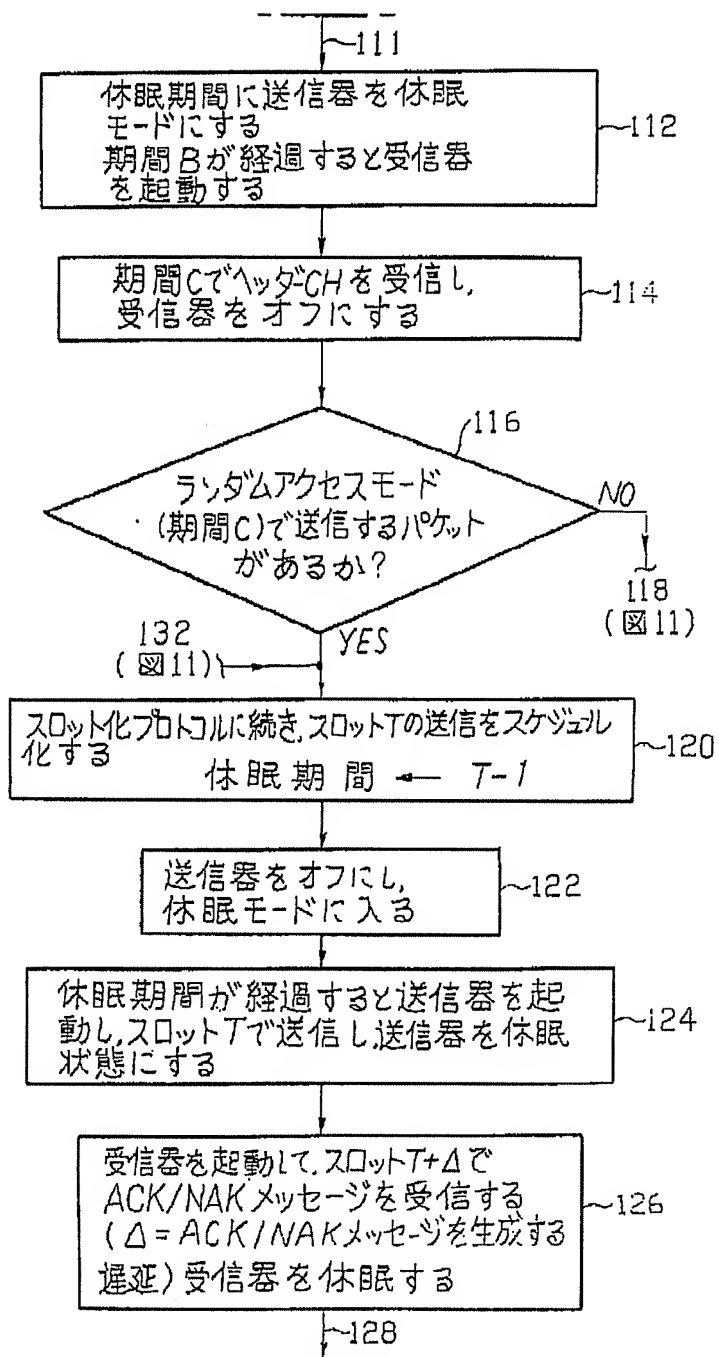 111
休眠期間に送信器を休眠
モードにする
期間Bが経過すると受信器
を起動する
112
期間CでヘッダーCHを受信し,
受信器をオフにする
114
116
ランダムアクセスモード
(期間C)で送信するパケット
があるか?
NO
118
(図11)
YES
132
(図11)
スロット化プロトコルに続き,スロットTの送信をスケジュール
化する
休眠期間 ← T-1
120
送信器をオフにし,
休眠モードに入る
122
休眠期間が経過すると送信器を起
動し,スロットTで送信し,送信器を休眠
状態にする
124
受信器を起動して,スロットT+Δで
ACK/NAKメッセージを受信する
(Δ=ACK/NAKメッセージを生成する
遅延)受信器を休眠する
126
128